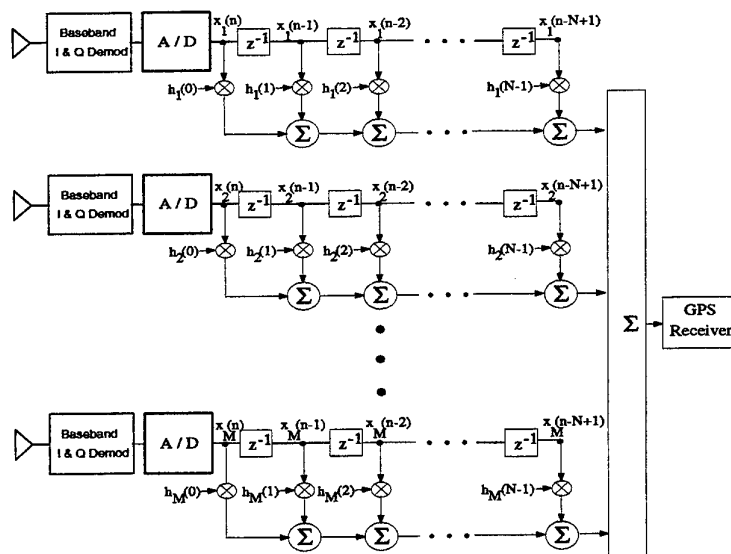 x1(n) x1(n-1) x1(n-2) x1(n-N+1)
Baseband
I & Q Demod
A / D
z⁻¹ z⁻¹ z⁻¹
h1(0) h1(1) h1(2) h1(N-1)
Σ Σ Σ
x2(n) x2(n-1) x2(n-2) x2(n-N+1)
Baseband
I & Q Demod
A / D
z⁻¹ z⁻¹ z⁻¹
h2(0) h2(1) h2(2) h2(N-1)
Σ Σ Σ
Σ
GPS
Receiver
xM(n) xM(n-1) xM(n-2) xM(n-N+1)
Baseband
I & Q Demod
A / D
z⁻¹ z⁻¹ z⁻¹
hM(0) hM(1) hM(2) hM(N-1)
Σ Σ Σ